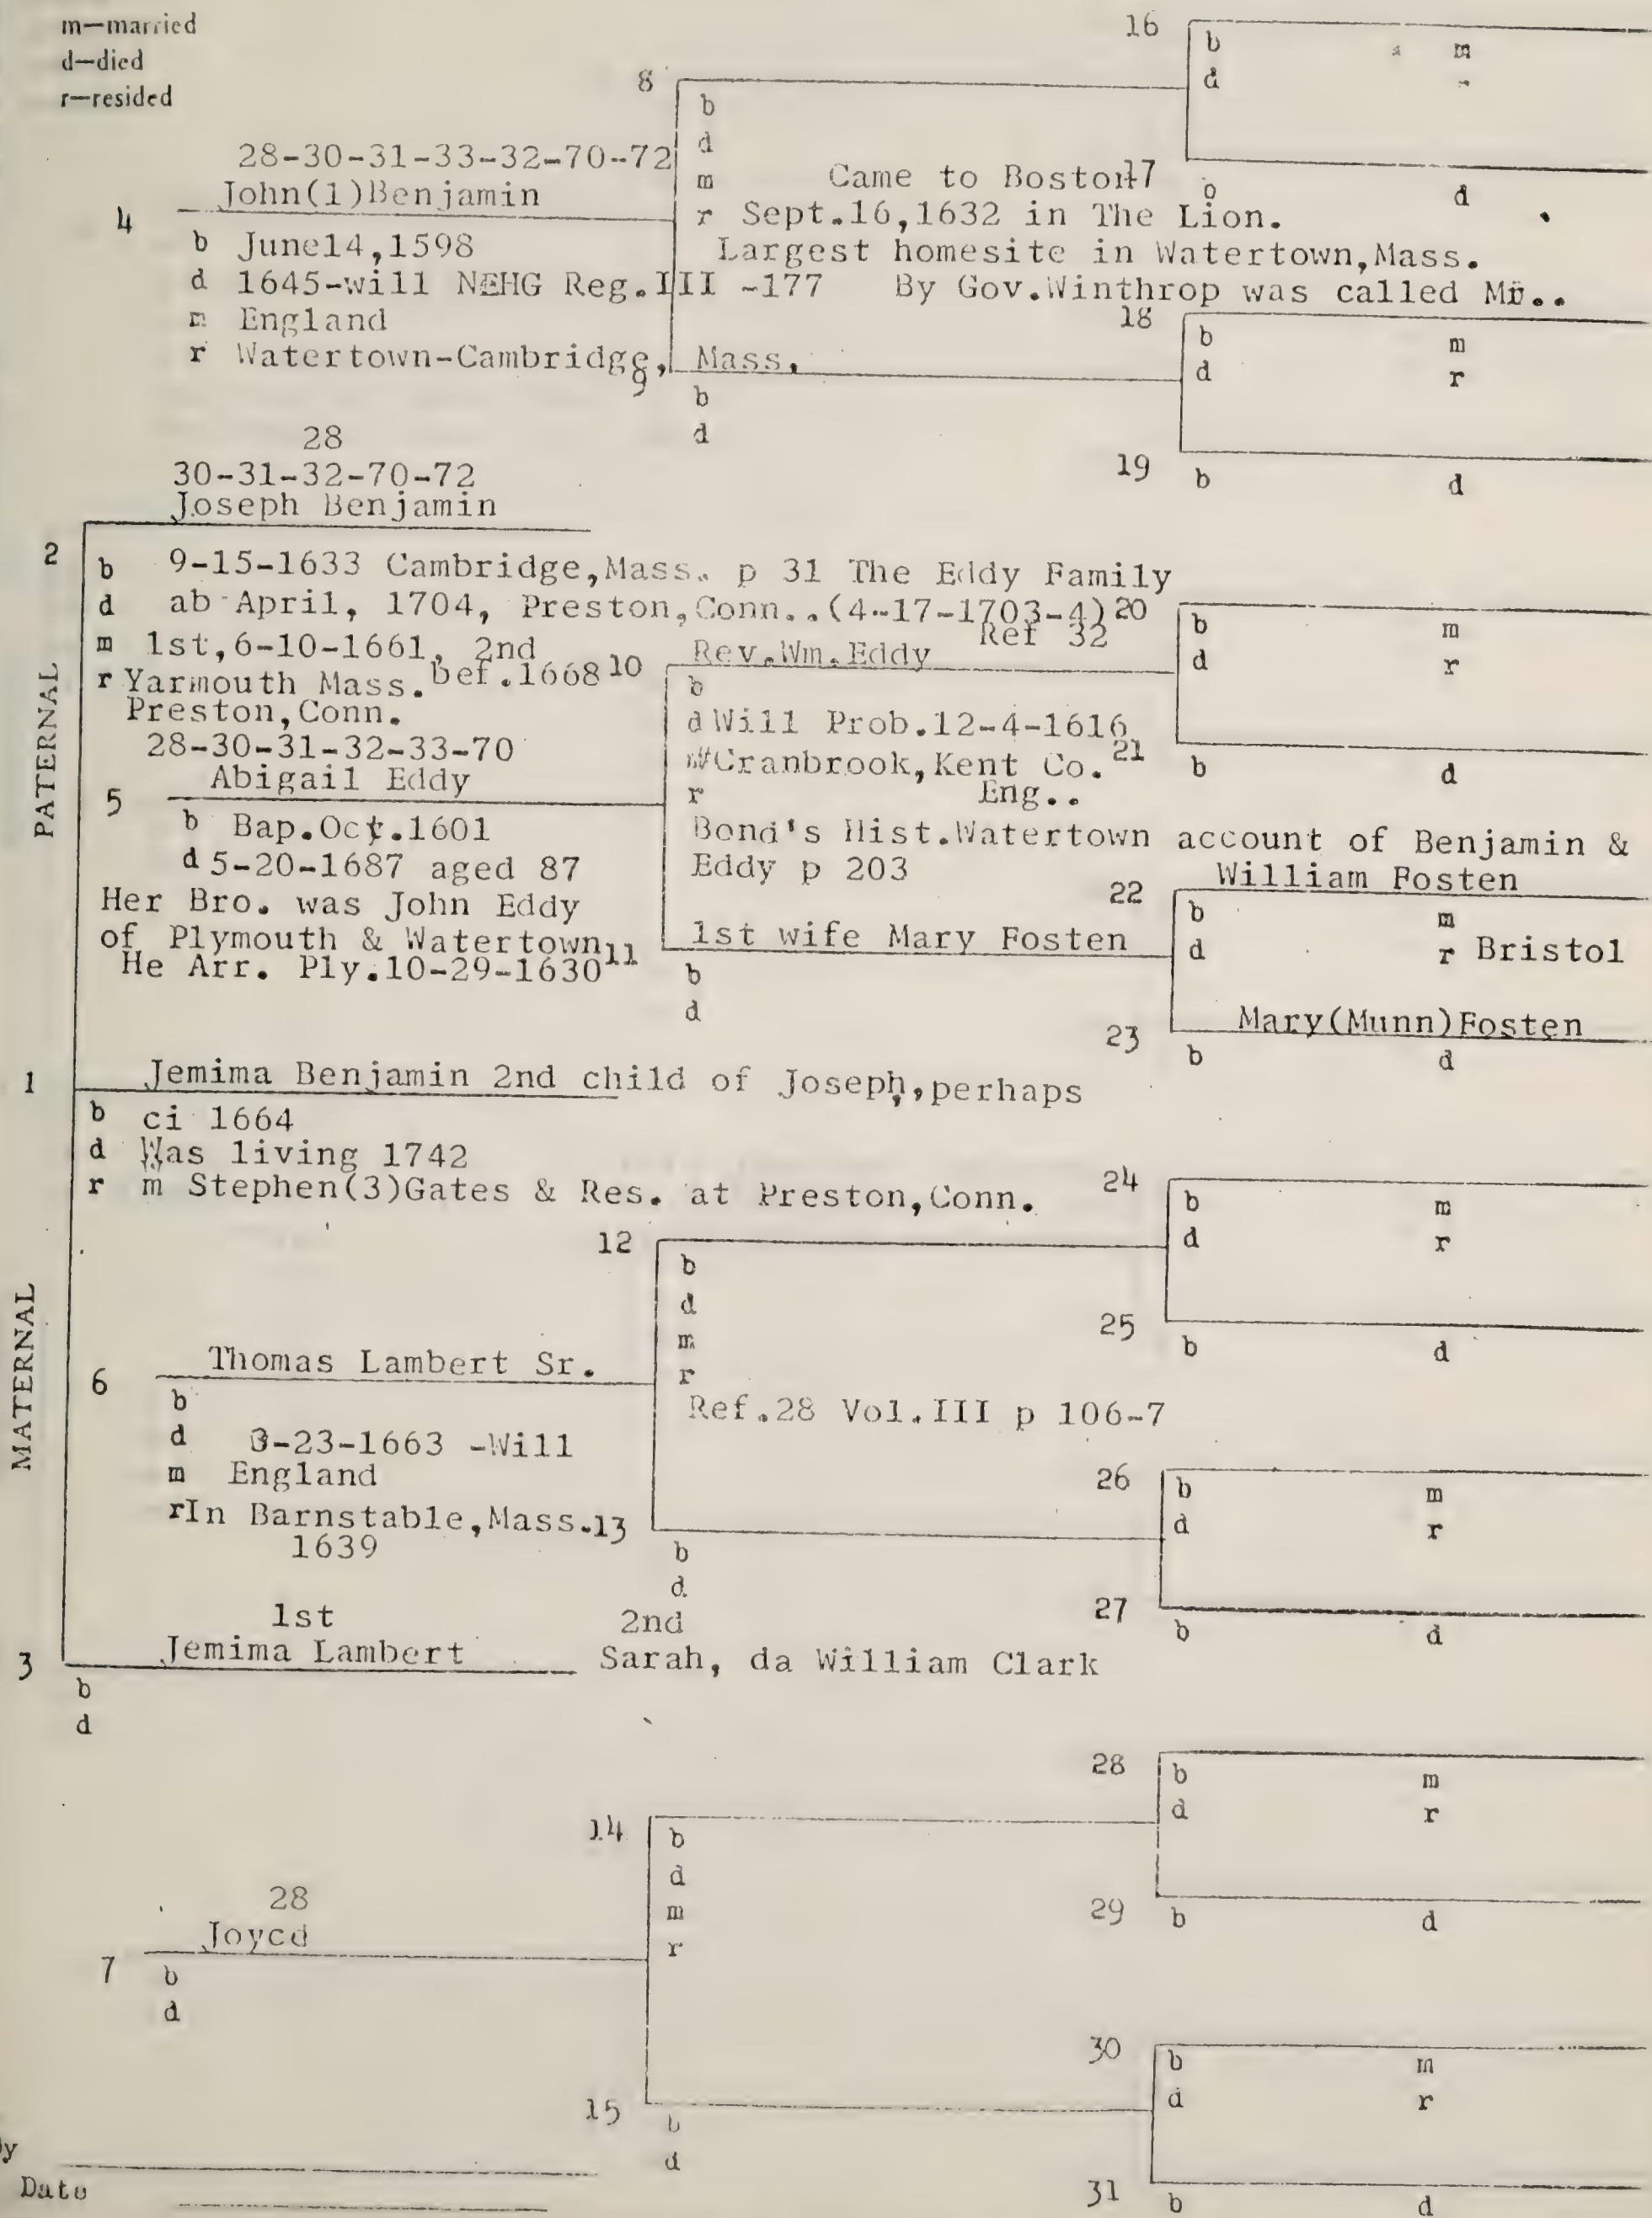 m—married
d—died
r—resided
16
b m
d
8
b
d
m
r
28-30-31-33-32-70-72
John(1)Benjamin
4
b June14,1598
d 1645-will NEHG Reg.III -177
m England
r Watertown-Cambridge, Mass.
Came to Boston
17
d
Sept.16,1632 in The Lion.
Largest homesite in Watertown,Mass.
By Gov.Winthrop was called Mr..
18
b m
d r
9
b
d
19
b d
28
30-31-32-70-72
Joseph Benjamin
2
b 9-15-1633 Cambridge,Mass. p 31 The Eddy Family
d ab April, 1704, Preston,Conn..(4-17-1703-4)
m 1st,6-10-1661, 2nd
bef.1668
r Yarmouth Mass.
Preston,Conn.
20
b m
d r
Ref 32
10
Rev.Wm.Eddy
b
d Will Prob.12-4-1616
Cranbrook,Kent Co.
r Eng..
21
b d
PATERNAL
28-30-31-32-33-70
Abigail Eddy
5
b Bap.Oct.1601
d 5-20-1687 aged 87
Her Bro. was John Eddy
of Plymouth & Watertown
He Arr. Ply.10-29-1630
Bond's Hist.Watertown account of Benjamin &
Eddy p 203
22
William Fosten
b m
d r Bristol
11
1st wife Mary Fosten
b
d
23
Mary(Munn)Fosten
b d
1
Jemima Benjamin 2nd child of Joseph,perhaps
b ci 1664
d Was living 1742
r m Stephen(3)Gates & Res. at Preston,Conn.
24
b m
d r
12
b
d
m
r
25
b d
MATERNAL
6
Thomas Lambert Sr.
b
d 3-23-1663 -Will
m England
r In Barnstable,Mass.
1639
Ref.28 Vol.III p 106-7
26
b m
d r
13
b
d
27
b d
1st
Jemima Lambert
2nd
Sarah, da William Clark
3
b
d
28
b m
d r
14
b
d
m
r
29
b d
28
7
b
d
30
b m
d r
15
b
d
31
b d
By
Date